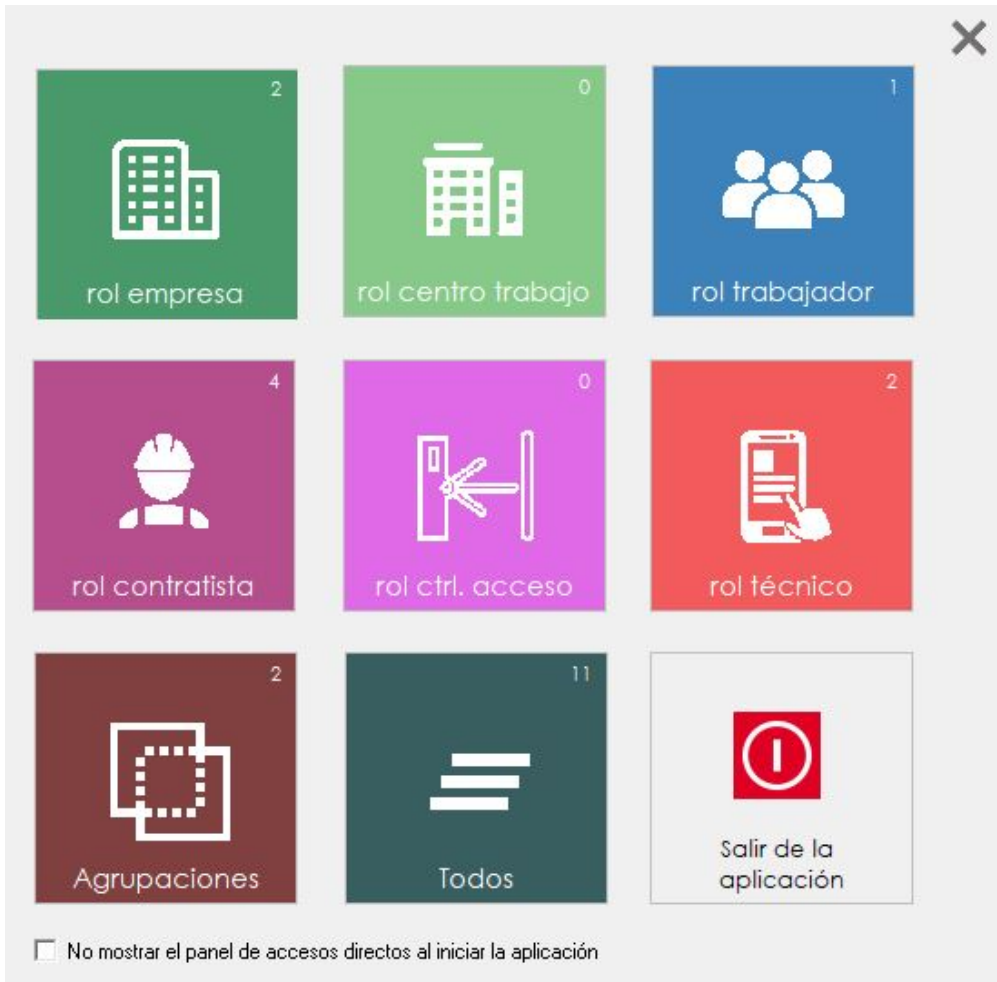 2
rol empresa
0
rol centro trabajo
1
rol trabajador
4
rol contratista
0
rol ctrl. acceso
2
rol técnico
2
Agrupaciones
11
Todos
Salir de la
aplicación
No mostrar el panel de accesos directos al iniciar la aplicación